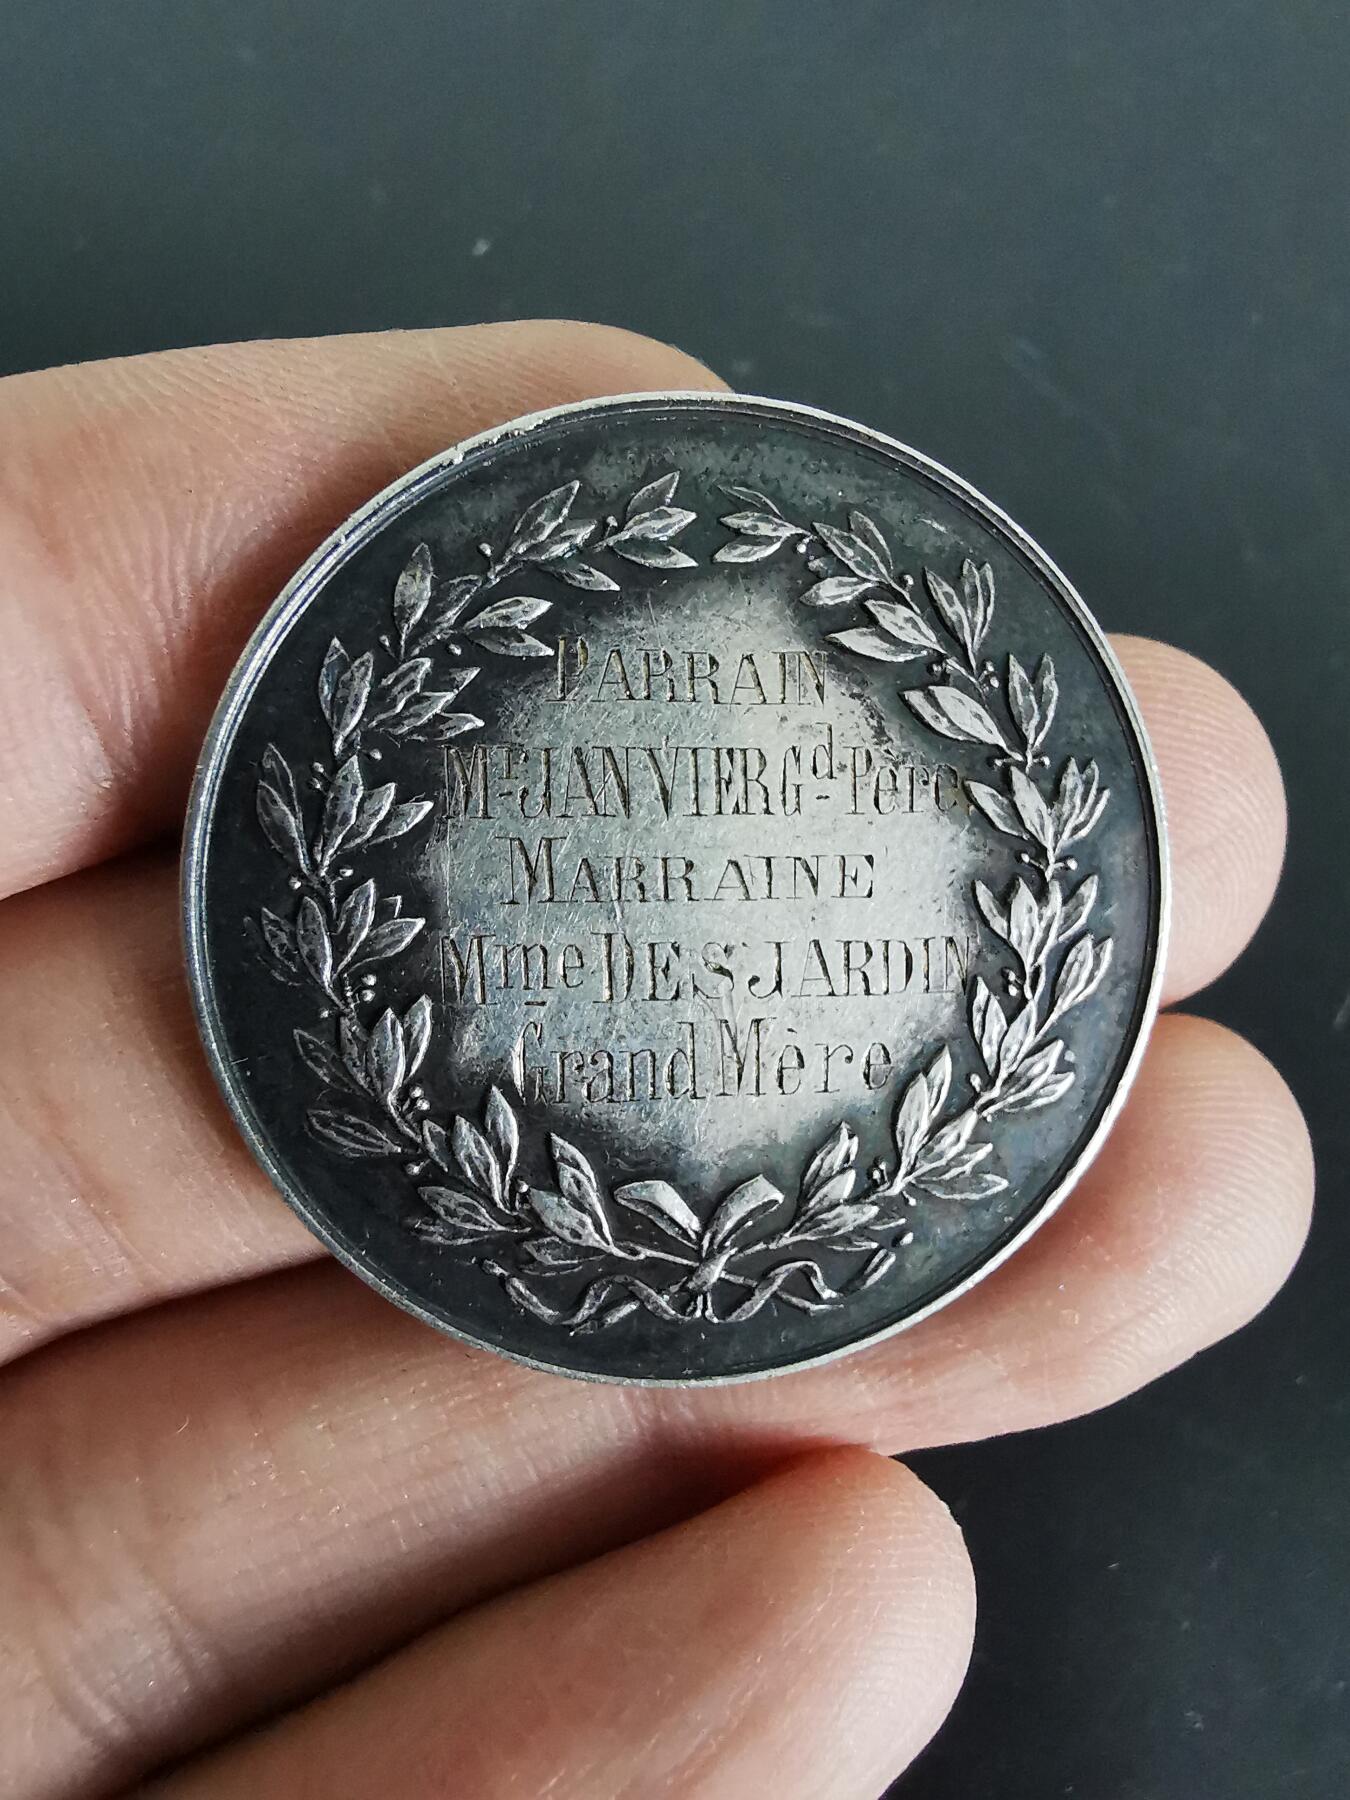 PARRAIN
Mr. JANVIER Gd. Père
MARRAINE
Mme DESJARDIN
Grand Mère